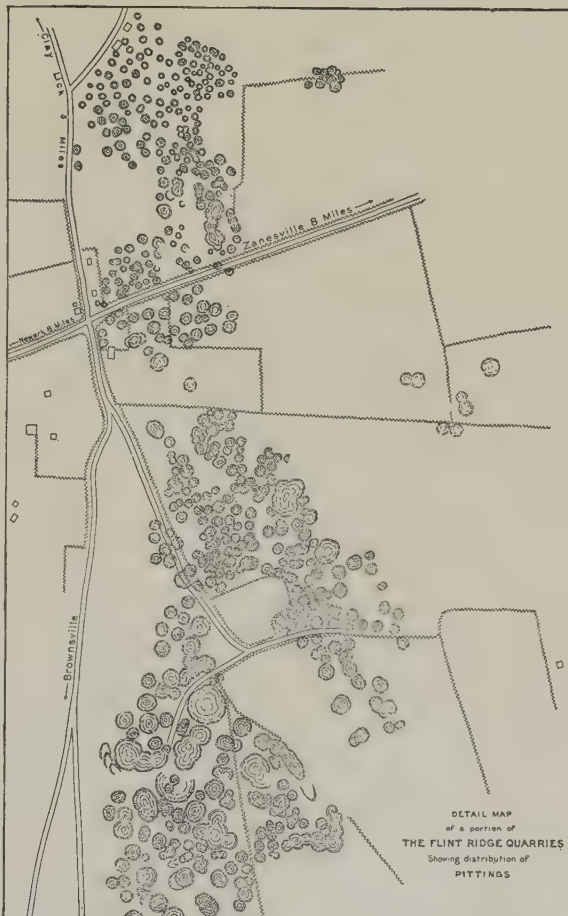 CLAY LICK 3 Miles
Zanesville 8 Miles
Newark 8 Miles
Brownsville
DETAIL MAP
of a portion of
THE FLINT RIDGE QUARRIES
Showing distribution of
PITTINGS